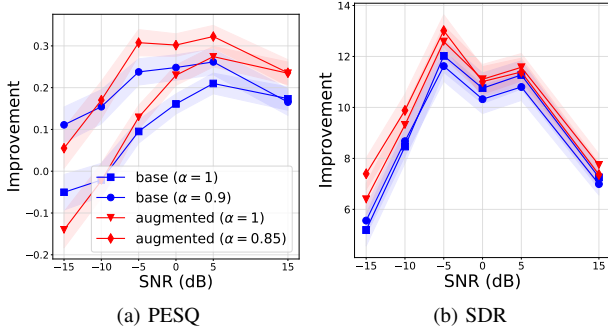 Improvement
0.3
0.2
0.1
0.0
−0.1
−0.2
base (α = 1)
base (α = 0.9)
augmented (α = 1)
augmented (α = 0.85)
−15 −10 −5 0 5 15
SNR (dB)
(a) PESQ
Improvement
14
12
10
8
6
−15 −10 −5 0 5 15
SNR (dB)
(b) SDR